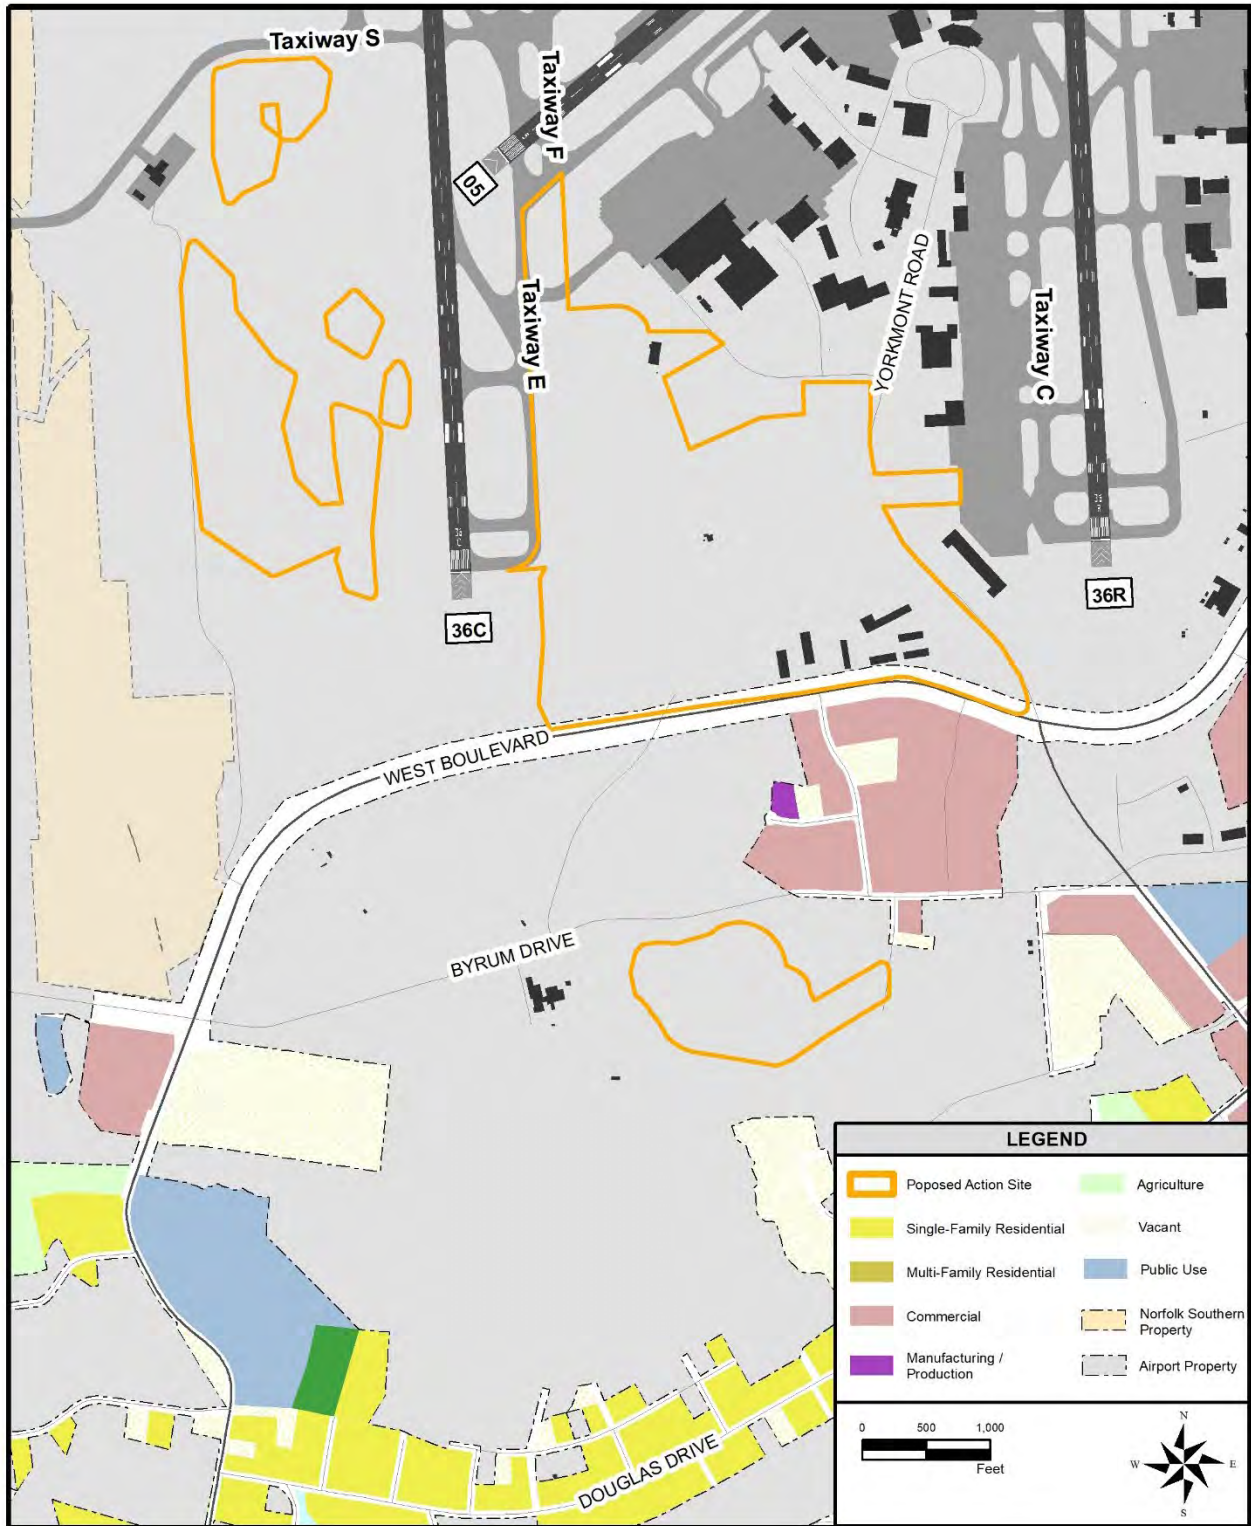 Taxiway S
Taxiway F
05
Taxiway E
YORKMONT ROAD
Taxiway C
36C
36R
WEST BOULEVARD
BYRUM DRIVE
DOUGLAS DRIVE
LEGEND
Poposed Action Site
Single-Family Residential
Multi-Family Residential
Commercial
Manufacturing /
Production
Agriculture
Vacant
Public Use
Norfolk Southern
Property
Airport Property
0 500 1,000
Feet
N
W E
S